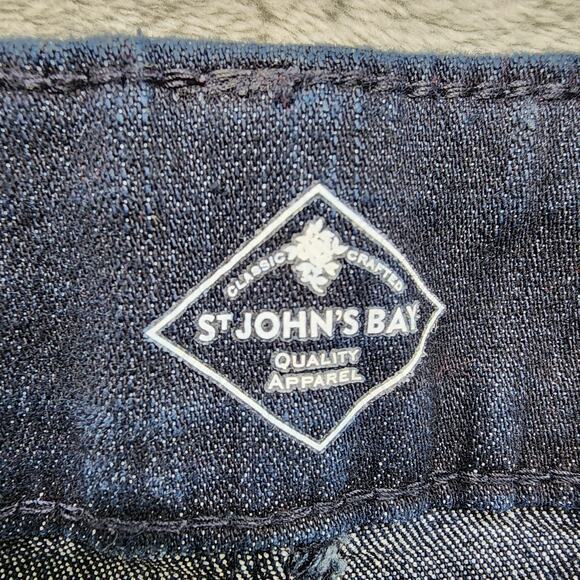 CLASSIC CRAFTED
ST JOHN'S BAY
QUALITY
APPAREL